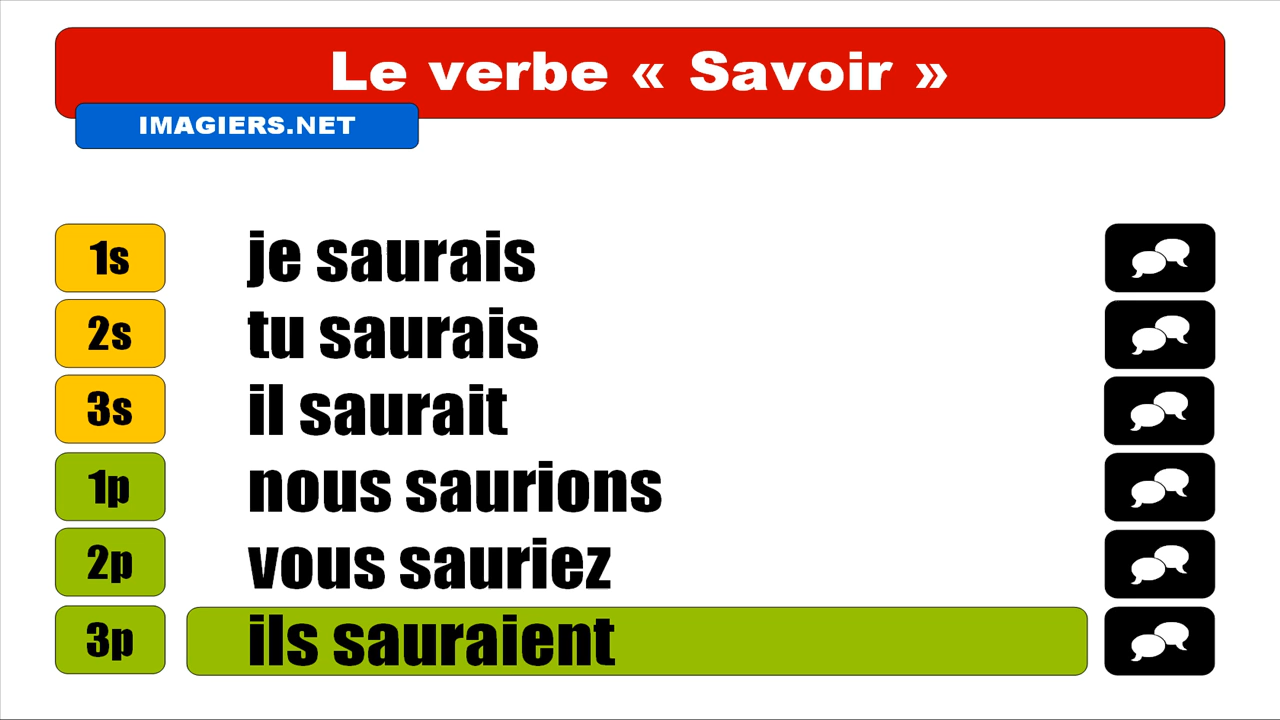 Le verbe « Savoir »
IMAGIERS.NET
1s je saurais
2s tu saurais
3s il saurait
1p nous saurions
2p vous sauriez
3p ils sauraient